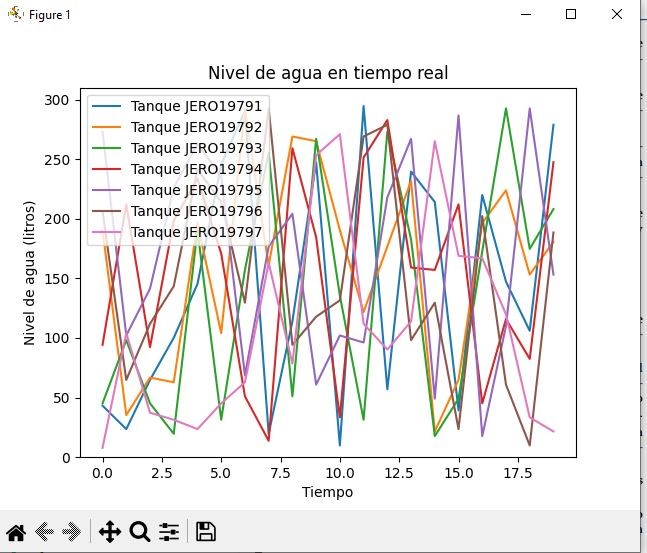 Figure 1
Nivel de agua en tiempo real
Tanque JERO19791
Tanque JERO19792
Tanque JERO19793
Tanque JERO19794
Tanque JERO19795
Tanque JERO19796
Tanque JERO19797
Nivel de agua (litros)
300
250
200
150
100
50
0
0.0 2.5 5.0 7.5 10.0 12.5 15.0 17.5
Tiempo